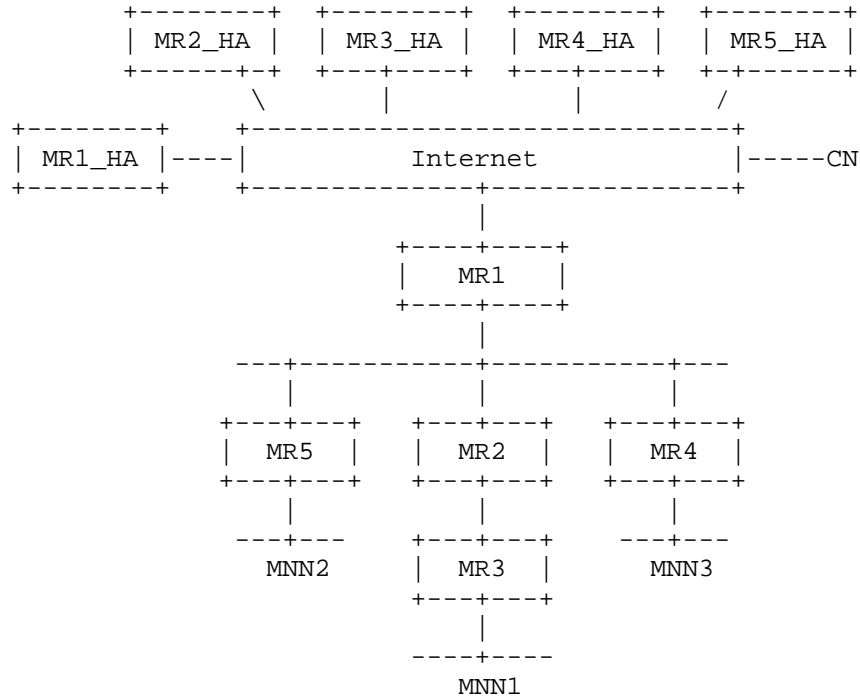 MR2_HA MR3_HA MR4_HA MR5_HA
MR1_HA Internet CN
MR1
MR5 MR2 MR4
MNN2 MR3 MNN3
MNN1